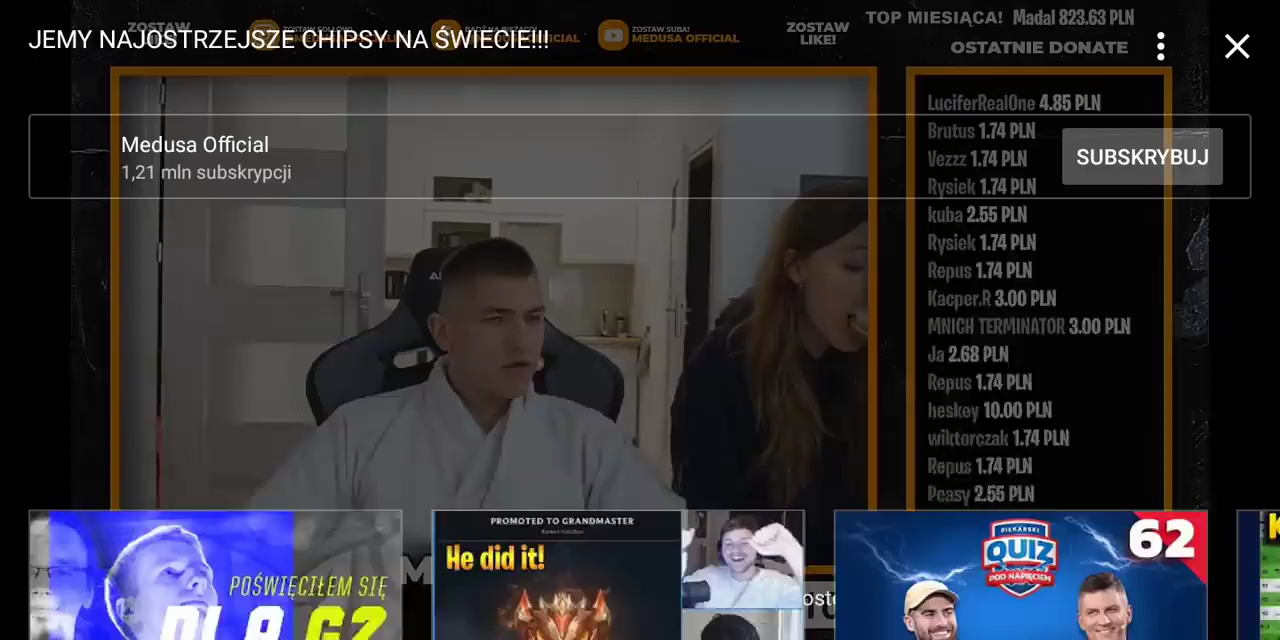 JEMY NAJOSTRZEJSZE CHIPSY NA ŚWIECIE!!!
ZOSTAW
ZOSTAW SUBA!
MEDUSA OFFICIAL
ZOSTAW
LIKE!
TOP MIESIĄCA! Madal 823.63 PLN
OSTATNIE DONATE
Medusa Official
1,21 mln subskrypcji
SUBSKRYBUJ
LuciferRealOne 4.85 PLN
Brutus 1.74 PLN
Vezzz 1.74 PLN
Rysiek 1.74 PLN
kuba 2.55 PLN
Rysiek 1.74 PLN
Repus 1.74 PLN
Kacper.R 3.00 PLN
MNICH TERMINATOR 3.00 PLN
Ja 2.68 PLN
Repus 1.74 PLN
heskey 10.00 PLN
wiktorczak 1.74 PLN
Repus 1.74 PLN
Peasy 2.55 PLN
POŚWIĘCIŁEM SIĘ
DLA G2
PROMOTED TO GRANDMASTER
He did it!
PIŁKARSKI
QUIZ
POD NAPIĘCIEM
62